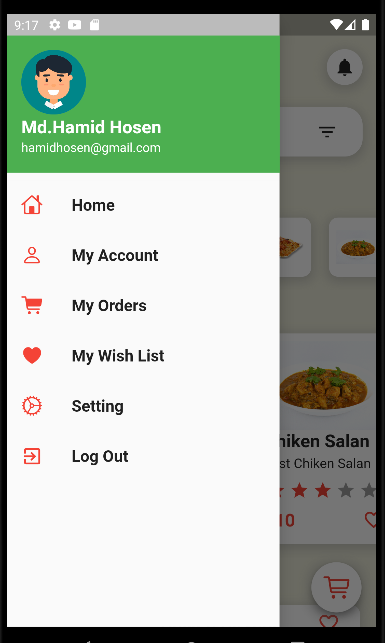 9:17
Md.Hamid Hosen
hamidhosen@gmail.com
Home
My Account
My Orders
My Wish List
Setting
Log Out
hiken Salan
st Chiken Salan
10